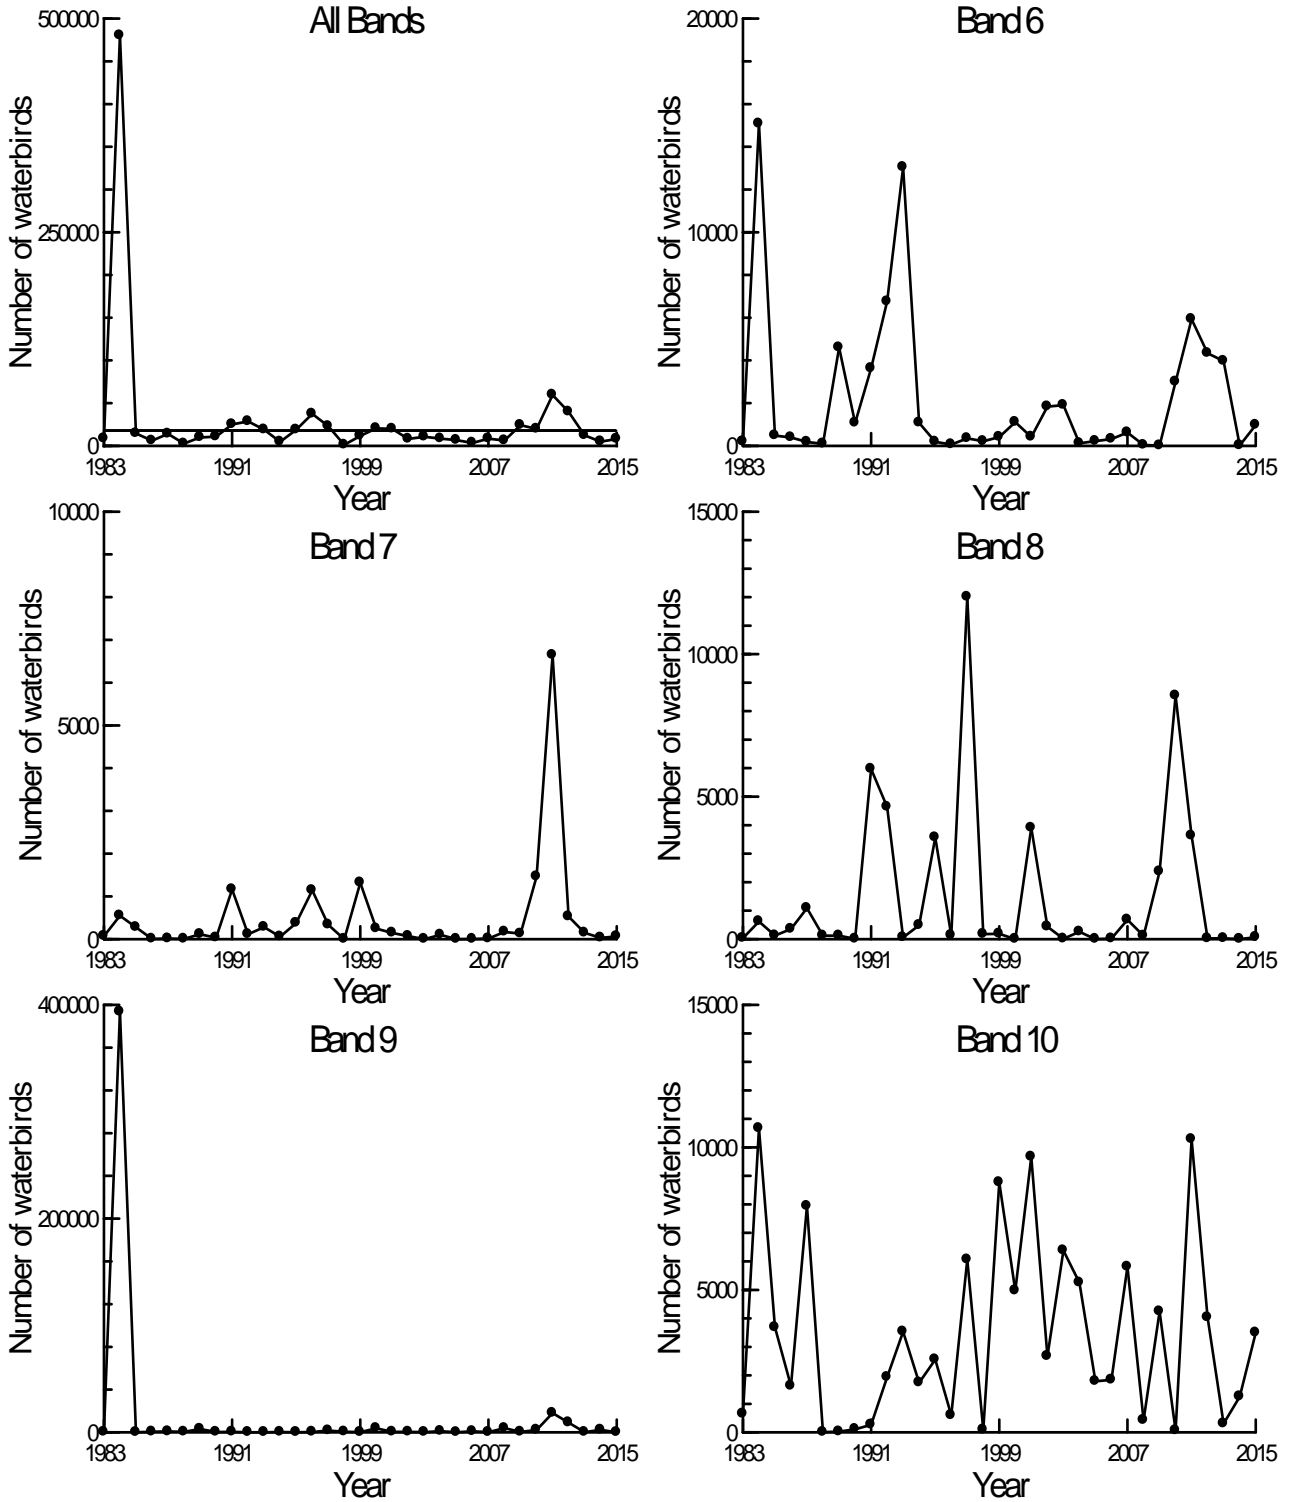 All Bands
Number of waterbirds
500000
250000
0
1983 1991 1999 2007 2015
Year
Band 6
Number of waterbirds
20000
10000
0
1983 1991 1999 2007 2015
Year
Band 7
Number of waterbirds
10000
5000
0
1983 1991 1999 2007 2015
Year
Band 8
Number of waterbirds
15000
10000
5000
0
1983 1991 1999 2007 2015
Year
Band 9
Number of waterbirds
400000
200000
0
1983 1991 1999 2007 2015
Year
Band 10
Number of waterbirds
15000
10000
5000
0
1983 1991 1999 2007 2015
Year